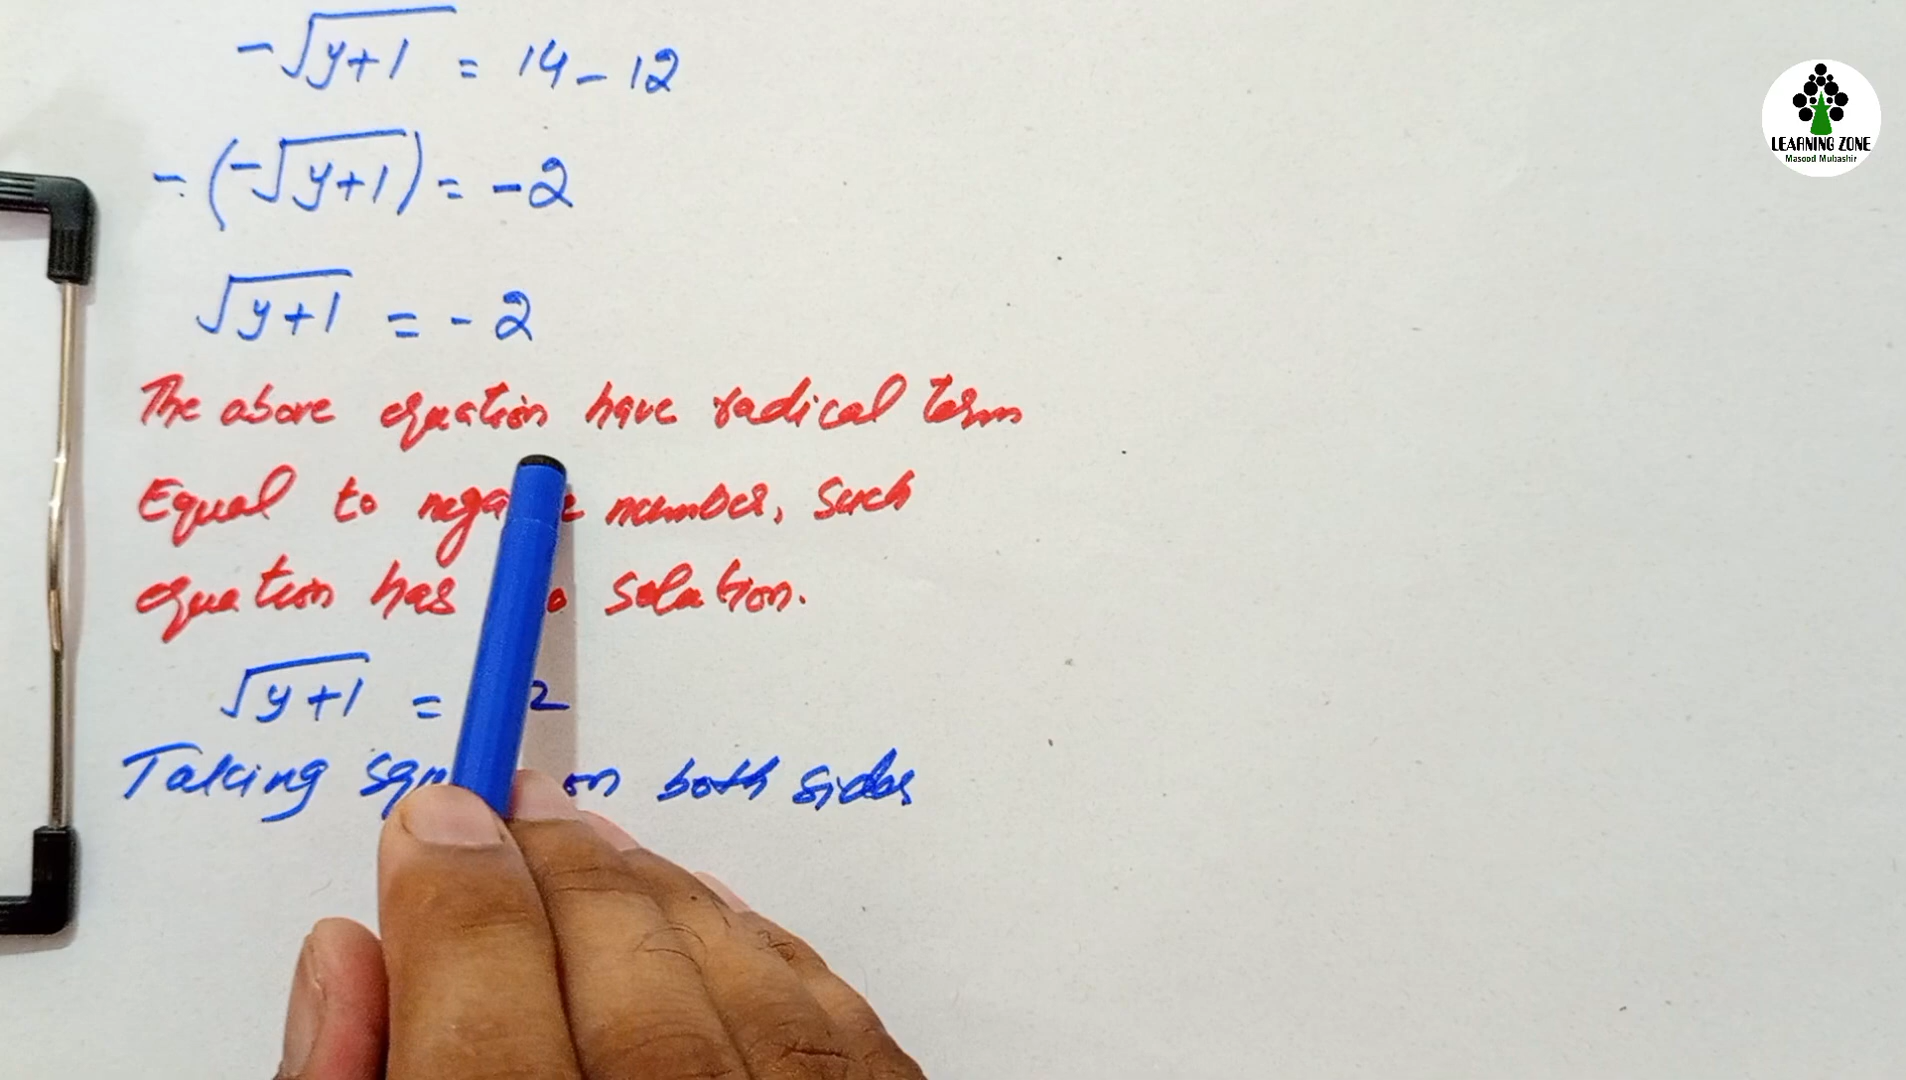 -√y+1 = 14 - 12
-(-√y+1) = -2
√y+1 = -2
The above equation have radical term
Equal to number, such
equation has solution.
√y+1 = 2
Taking on both sides
LEARNING ZONE
Masood Mubashir